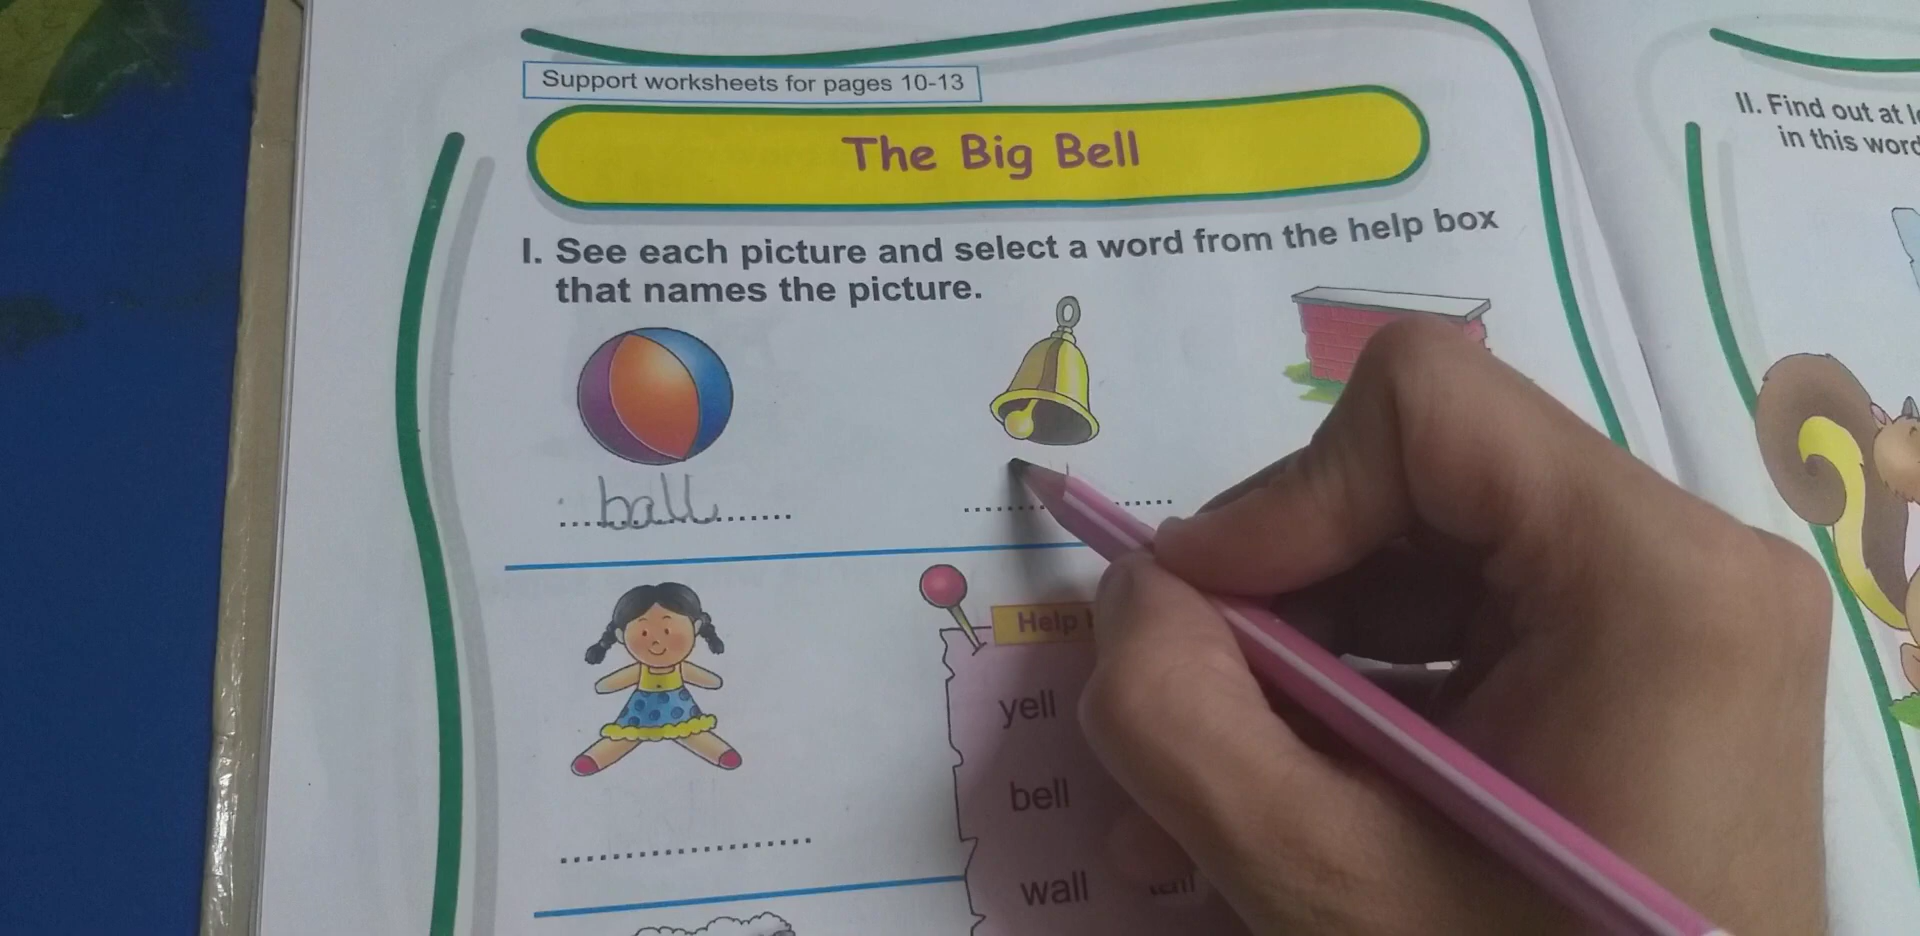 Support worksheets for pages 10-13
The Big Bell
I. See each picture and select a word from the help box
that names the picture.
ball
Help
yell
bell
wall
II. Find out at
in this